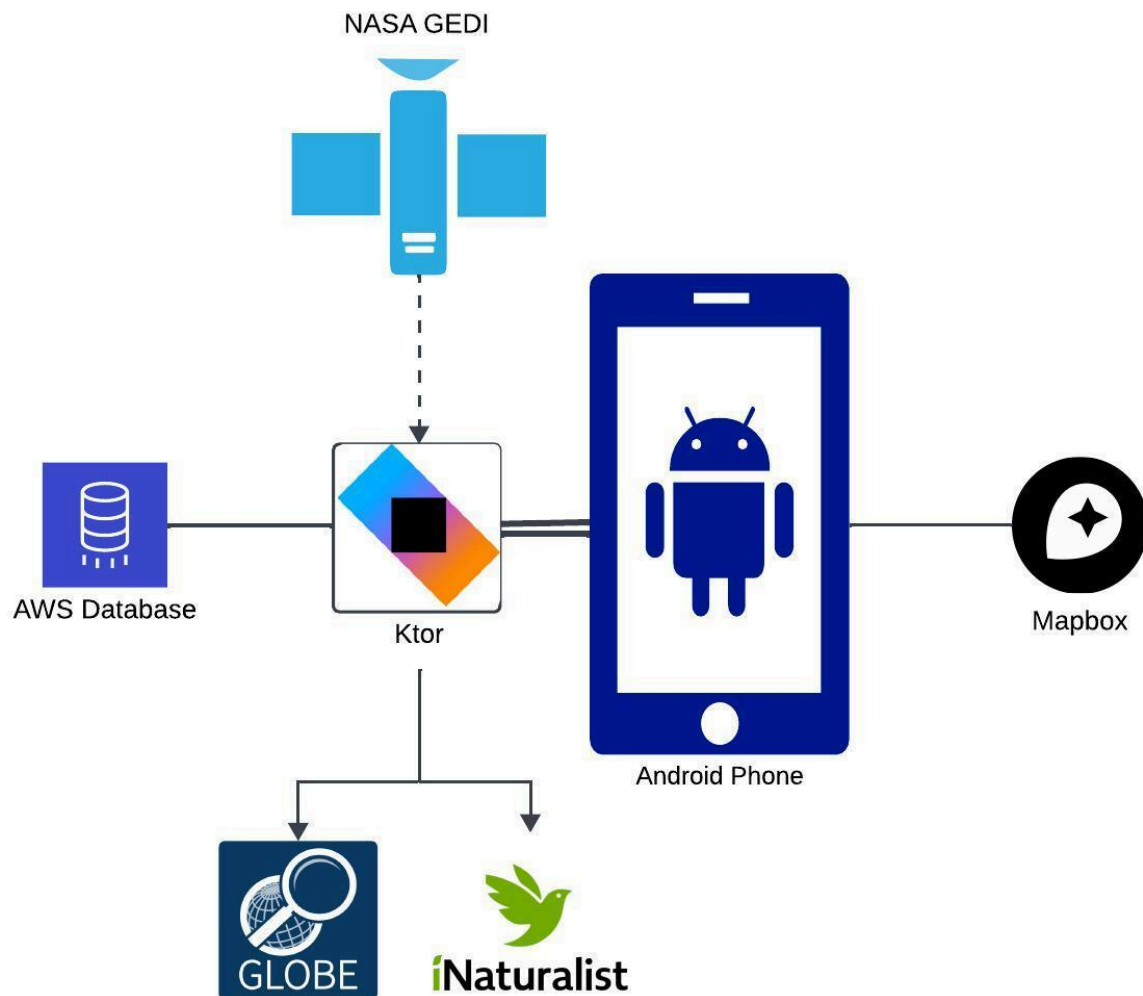 NASA GEDI
AWS Database
Ktor
Android Phone
Mapbox
GLOBE
iNaturalist